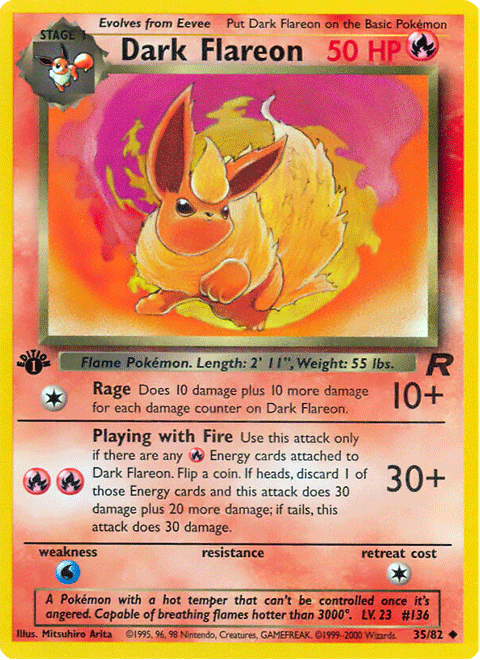 Evolves from Eevee Put Dark Flareon on the Basic Pokémon
STAGE 1
Dark Flareon 50 HP
EDITION 1
Flame Pokémon. Length: 2' 11", Weight: 55 lbs.
R
Rage Does 10 damage plus 10 more damage
for each damage counter on Dark Flareon.
10+
Playing with Fire Use this attack only
if there are any Energy cards attached to
Dark Flareon. Flip a coin. If heads, discard 1 of
those Energy cards and this attack does 30
damage plus 20 more damage; if tails, this
attack does 30 damage.
30+
weakness resistance retreat cost
A Pokémon with a hot temper that can't be controlled once it's
angered. Capable of breathing flames hotter than 3000°. LV. 23 #136
Illus. Mitsuhiro Arita ©1995, 96, 98 Nintendo, Creatures, GAMEFREAK. ©1999-2000 Wizards. 35/82